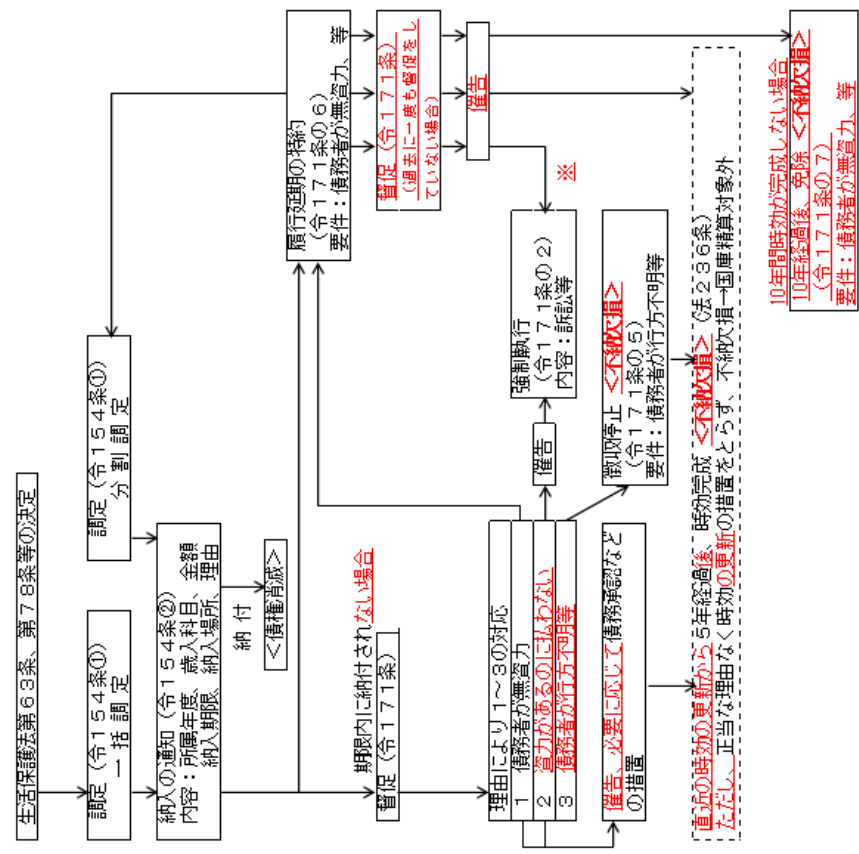 生活保護法第６３条、第７８条等の決定
調定（令１５４条①）
一 括 調 定
調定（令１５４条①）
分 割 調 定
納入の通知（令１５４条②）
内容：所属年度、歳入科目、金額
納入期限、納入場所、理由
納 付
＜債権消滅＞
履行延期の特約
（令１７１条の６）
要件：債務者が無資力、等
期限内に納付されない場合
督促（令１７１条）
督促（令１７１条）
（過去に一度も督促をし
ていない場合）
催告
理由により１～３の対応
１ 債務者が無資力
２ 資力があるのに払わない
３ 債務者が行方不明等
催告
強制執行
（令１７１条の２）
内容：訴訟等
※
催告、必要に応じて債務承認など
の措置
徴収停止 ＜不納欠損＞
（令１７１条の５）
要件：債務者が行方不明等
直近の時効の更新から５年経過後、時効完成 ＜不納欠損＞ （法２３６条）
ただし、正当な理由なく時効の更新の措置をとらず、不納欠損→国庫精算対象外
10年間時効が完成しない場合
10年経過後、免除 ＜不納欠損＞
（令１７１条の７）
要件：債務者が無資力、等